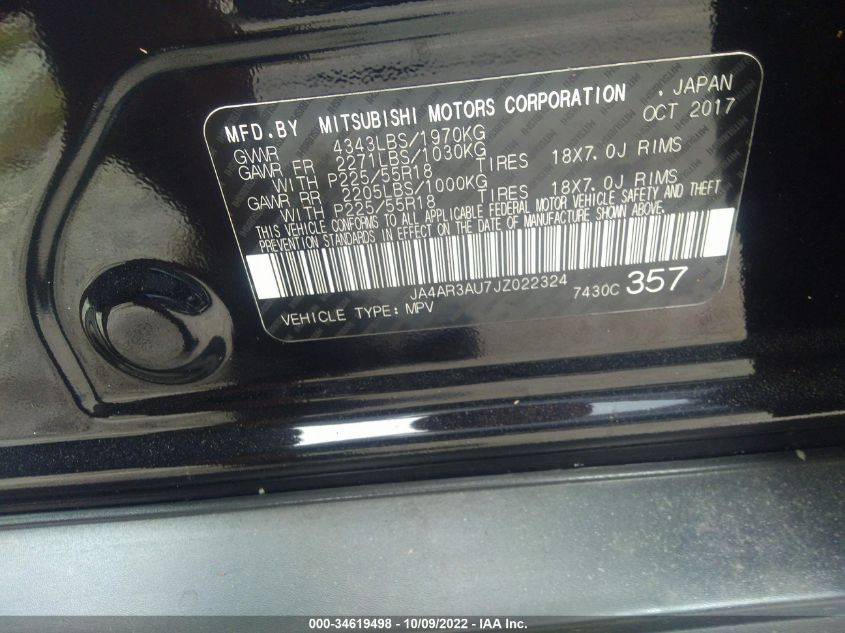 MFD.BY MITSUBISHI MOTORS CORPORATION , JAPAN
GVWR 4343LBS/1970KG OCT 2017
GAWR FR 2271LBS/1030KG
WITH P225/55R18 TIRES 18X7.0J RIMS
GAWR RR 2205LBS/1000KG
WITH P225/55R18 TIRES 18X7.0J RIMS
THIS VEHICLE CONFORMS TO ALL APPLICABLE FEDERAL MOTOR VEHICLE SAFETY AND THEFT
PREVENTION STANDARDS IN EFFECT ON THE DATE OF MANUFACTURE SHOWN ABOVE.
JA4AR3AU7JZ022324 7430C 357
VEHICLE TYPE: MPV
000-34619498 - 10/09/2022 - IAA Inc.